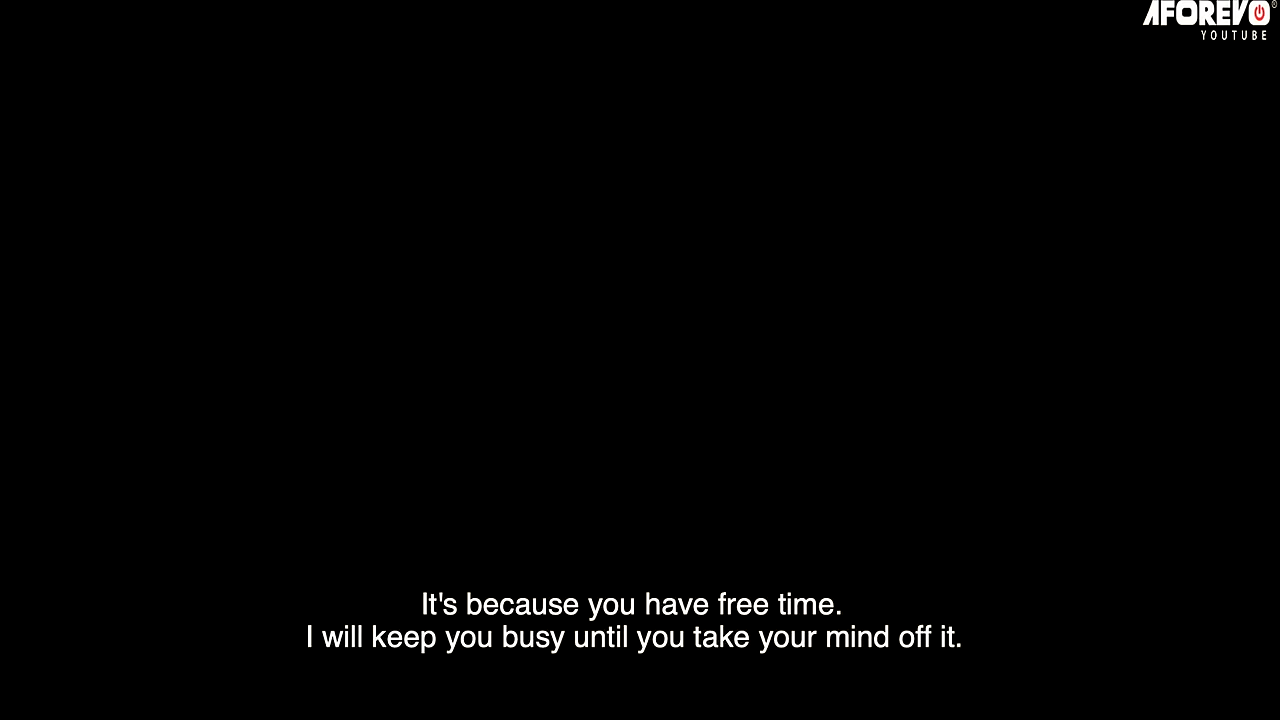 AFOREVO
YOUTUBE
It's because you have free time.
I will keep you busy until you take your mind off it.